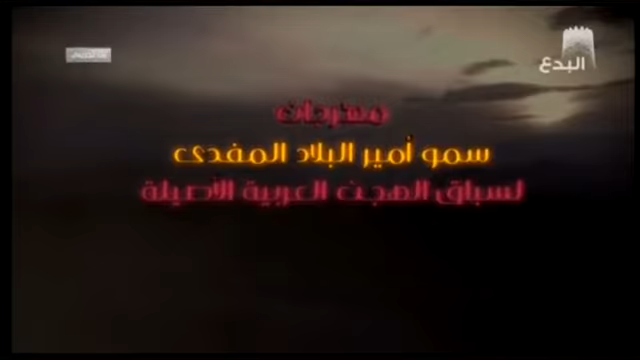 البدع
مهرجان
سمو أمير البلاد المفدى
لسباق الهجن العربية الأصيلة